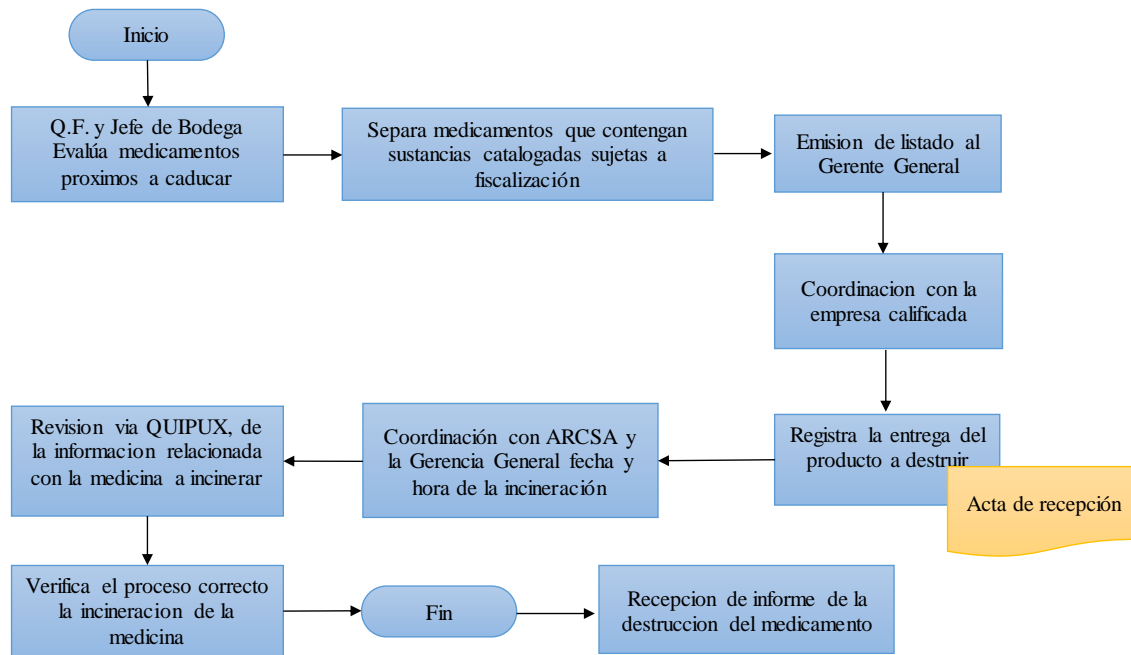 Inicio
Q.F. y Jefe de Bodega
Evalúa medicamentos
proximos a caducar
Separa medicamentos que contengan
sustancias catalogadas sujetas a
fiscalización
Emision de listado al
Gerente General
Coordinacion con la
empresa calificada
Registra la entrega del
producto a destruir
Acta de recepción
Coordinación con ARCSA y
la Gerencia General fecha y
hora de la incineración
Revision via QUIPUX, de
la informacion relacionada
con la medicina a incinerar
Verifica el proceso correcto
la incineracion de la
medicina
Fin
Recepcion de informe de la
destruccion del medicamento